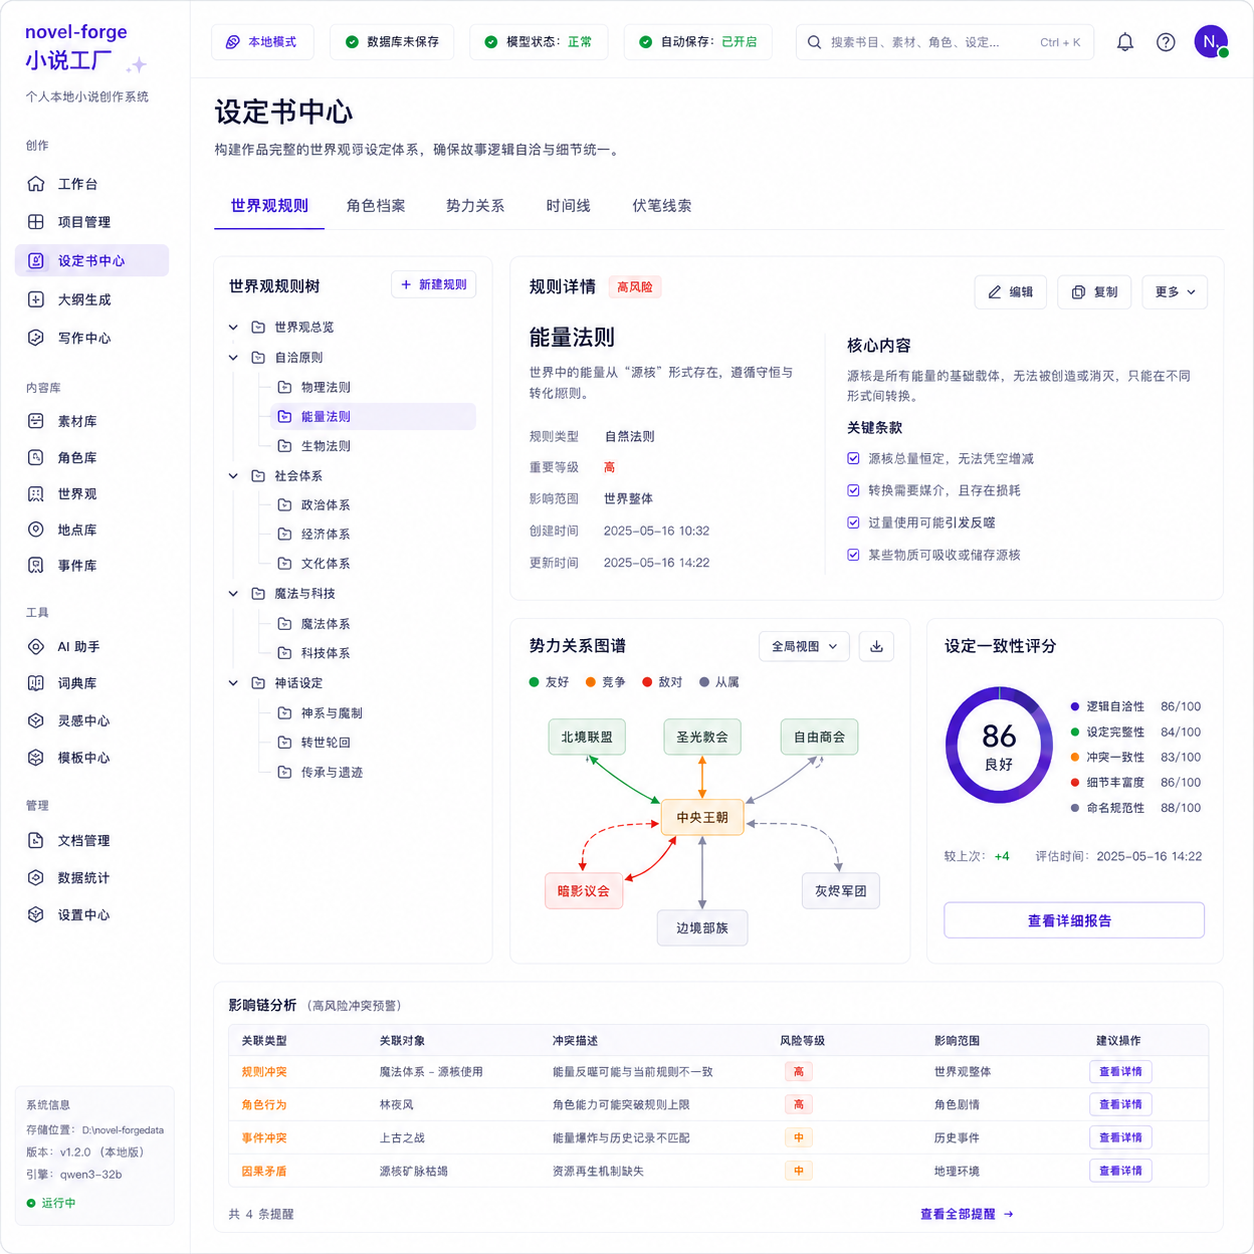 novel-forge
小说工厂
个人本地小说创作系统
创作
工作台
项目管理
设定书中心
大纲生成
写作中心
内容库
素材库
角色库
世界观
地点库
事件库
工具
AI 助手
词典库
灵感中心
模板中心
管理
文档管理
数据统计
设置中心
系统信息
存储位置： D:\novel-forgedata
版本： v1.2.0 （本地版）
引擎： qwen3-32b
运行中
本地模式
数据库未保存
模型状态： 正常
自动保存： 已开启
搜索书目、素材、角色、设定...
Ctrl + K
N.
设定书中心
构建作品完整的世界观设定体系，确保故事逻辑自洽与细节统一。
世界观规则 角色档案 势力关系 时间线 伏笔线索
世界观规则树
+ 新建规则
世界观总览
自洽原则
物理法则
能量法则
生物法则
社会体系
政治体系
经济体系
文化体系
魔法与科技
魔法体系
科技体系
神话设定
神系与魔制
转世轮回
传承与遗迹
规则详情 高风险
编辑 复制 更多
能量法则
世界中的能量从“源核”形式存在，遵循守恒与
转化原则。
规则类型 自然法则
重要等级 高
影响范围 世界整体
创建时间 2025-05-16 10:32
更新时间 2025-05-16 14:22
核心内容
源核是所有能量的基础载体，无法被创造或消灭，只能在不同
形式间转换。
关键条款
源核总量恒定，无法凭空增减
转换需要媒介，且存在损耗
过量使用可能引发反噬
某些物质可吸收或储存源核
势力关系图谱
全局视图
友好 竞争 敌对 从属
北境联盟 圣光教会 自由商会
中央王朝
暗影议会 灰烬军团
边境部族
设定一致性评分
86
良好
逻辑自洽性 86/100
设定完整性 84/100
冲突一致性 83/100
细节丰富度 86/100
命名规范性 88/100
较上次： +4 评估时间： 2025-05-16 14:22
查看详细报告
影响链分析 （高风险冲突预警）
关联类型 关联对象 冲突描述 风险等级 影响范围 建议操作
规则冲突 魔法体系 - 源核使用 能量反噬可能与当前规则不一致 高 世界观整体 查看详情
角色行为 林夜风 角色能力可能突破规则上限 高 角色剧情 查看详情
事件冲突 上古之战 能量爆炸与历史记录不匹配 中 历史事件 查看详情
因果矛盾 源核矿脉枯竭 资源再生机制缺失 中 地理环境 查看详情
共 4 条提醒
查看全部提醒 →